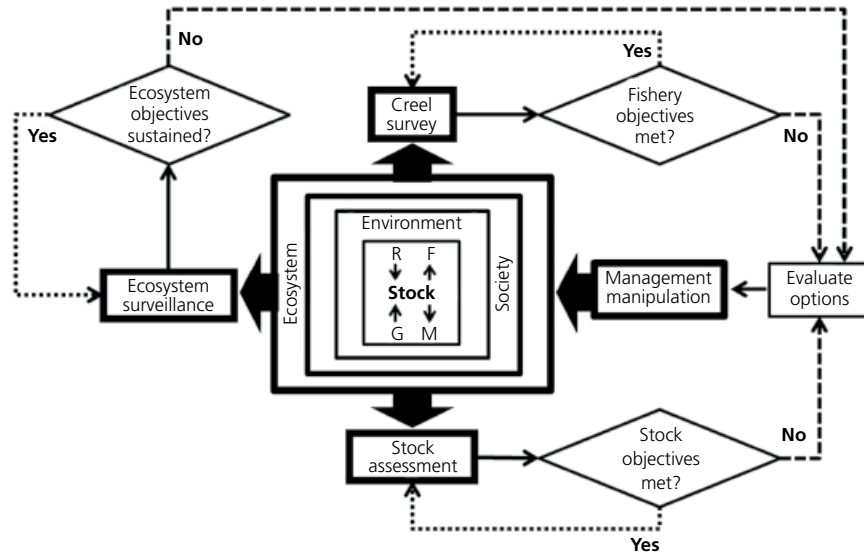 No
Yes
Ecosystem
objectives
sustained?
Yes
Creel
survey
Fishery
objectives
met?
No
Environment
R F
Stock
G M
Ecosystem
Society
Ecosystem
surveillance
Management
manipulation
Evaluate
options
Stock
assessment
Stock
objectives
met?
No
Yes